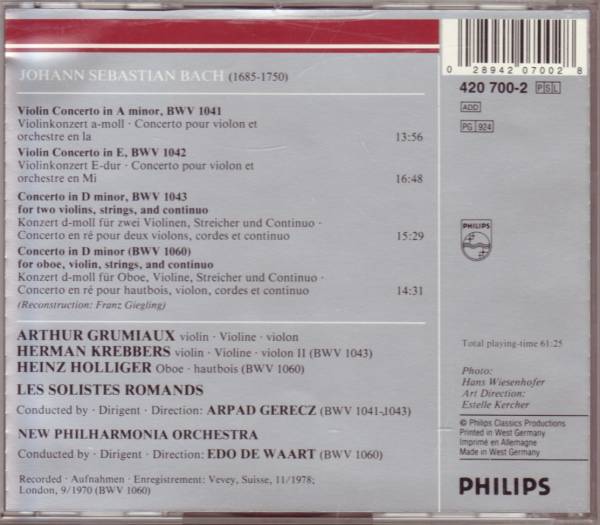 JOHANN SEBASTIAN BACH (1685-1750)
Violin Concerto in A minor, BWV 1041
Violinkonzert a-moll · Concerto pour violon et
orchestre en la 13:56
Violin Concerto in E, BWV 1042
Violinkonzert E-dur · Concerto pour violon et
orchestre en Mi 16:48
Concerto in D minor, BWV 1043
for two violins, strings, and continuo
Konzert d-moll für zwei Violinen, Streicher und Continuo ·
Concerto en ré pour deux violons, cordes et continuo 15:29
Concerto in D minor (BWV 1060)
for oboe, violin, strings, and continuo
Konzert d-moll für Oboe, Violine, Streicher und Continuo ·
Concerto en ré pour hautbois, violon, cordes et continuo 14:31
(Reconstruction: Franz Giegling)
ARTHUR GRUMIAUX violin · Violine · violon
HERMAN KREBBERS violin · Violine · violon II (BWV 1043)
HEINZ HOLLIGER Oboe · hautbois (BWV 1060)
LES SOLISTES ROMANDS
Conducted by · Dirigent · Direction: ARPAD GERECZ (BWV 1041-1043)
NEW PHILHARMONIA ORCHESTRA
Conducted by · Dirigent · Direction: EDO DE WAART (BWV 1060)
Recorded · Aufnahmen · Enregistrement: Vevey, Suisse, 11/1978;
London, 9/1970 (BWV 1060)
0 28942 07002 8
420 700-2 PSL
ADD
PG 924
PHILIPS
Total playing-time 61:25
Photo:
Hans Wiesenhofer
Art Direction:
Estelle Kercher
℗ Philips Classics Productions
Printed in West Germany
Imprimé en Allemagne
Made in West Germany
PHILIPS